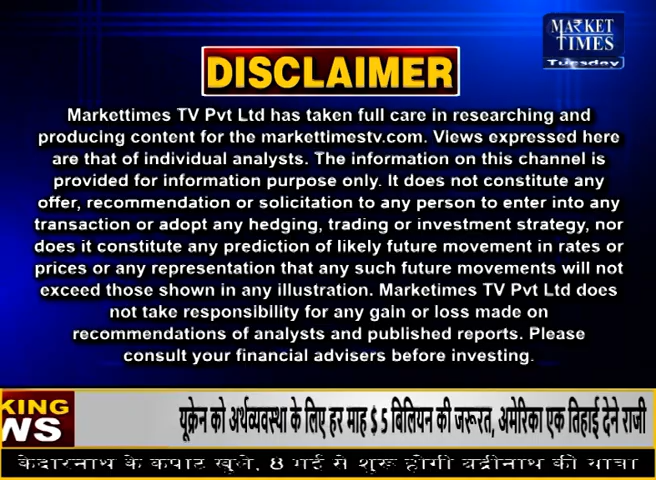 MARKET
TIMES
Tuesday
DISCLAIMER
Markettimes TV Pvt Ltd has taken full care in researching and
producing content for the markettimestv.com. Views expressed here
are that of individual analysts. The information on this channel is
provided for information purpose only. It does not constitute any
offer, recommendation or solicitation to any person to enter into any
transaction or adopt any hedging, trading or investment strategy, nor
does it constitute any prediction of likely future movement in rates or
prices or any representation that any such future movements will not
exceed those shown in any illustration. Marketimes TV Pvt Ltd does
not take responsibility for any gain or loss made on
recommendations of analysts and published reports. Please
consult your financial advisers before investing.
KING
WS
यूक्रेन को अर्थव्यवस्था के लिए हर माह $ 5 बिलियन की जरूरत, अमेरिका एक तिहाई देने राजी
केदारनाथ के कपाट खुले, 8 मई से शुरू होगी बद्रीनाथ की यात्रा